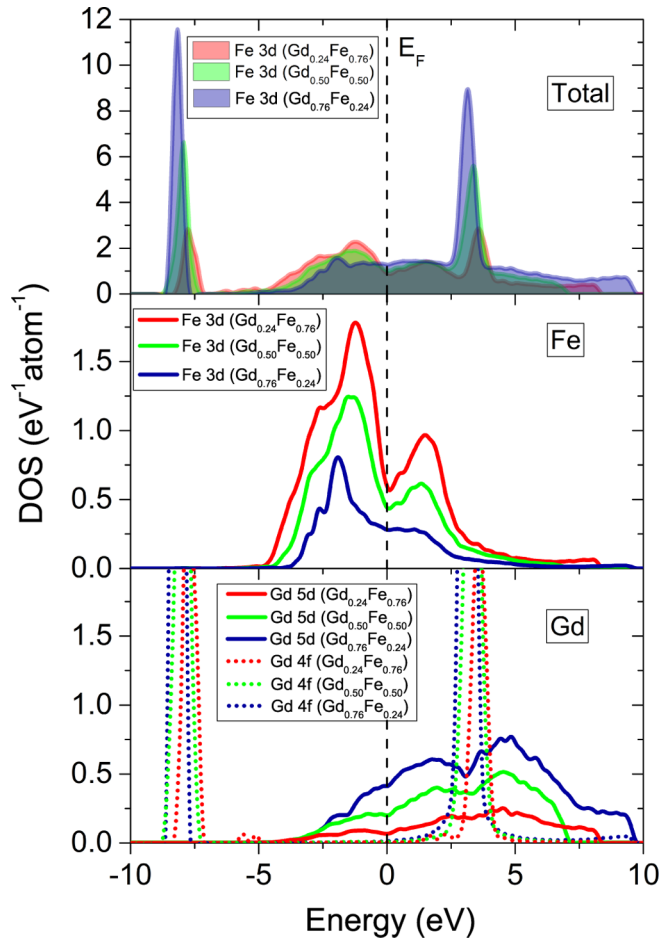 DOS (eV⁻¹atom⁻¹)
12
10
8
6
4
2
0
Fe 3d (Gd₀.₂₄Fe₀.₇₆)
Fe 3d (Gd₀.₅₀Fe₀.₅₀)
Fe 3d (Gd₀.₇₆Fe₀.₂₄)
E_F
Total
1.5
1.0
0.5
0.0
Fe 3d (Gd₀.₂₄Fe₀.₇₆)
Fe 3d (Gd₀.₅₀Fe₀.₅₀)
Fe 3d (Gd₀.₇₆Fe₀.₂₄)
Fe
1.5
1.0
0.5
0.0
Gd 5d (Gd₀.₂₄Fe₀.₇₆)
Gd 5d (Gd₀.₅₀Fe₀.₅₀)
Gd 5d (Gd₀.₇₆Fe₀.₂₄)
Gd 4f (Gd₀.₂₄Fe₀.₇₆)
Gd 4f (Gd₀.₅₀Fe₀.₅₀)
Gd 4f (Gd₀.₇₆Fe₀.₂₄)
Gd
-10 -5 0 5 10
Energy (eV)